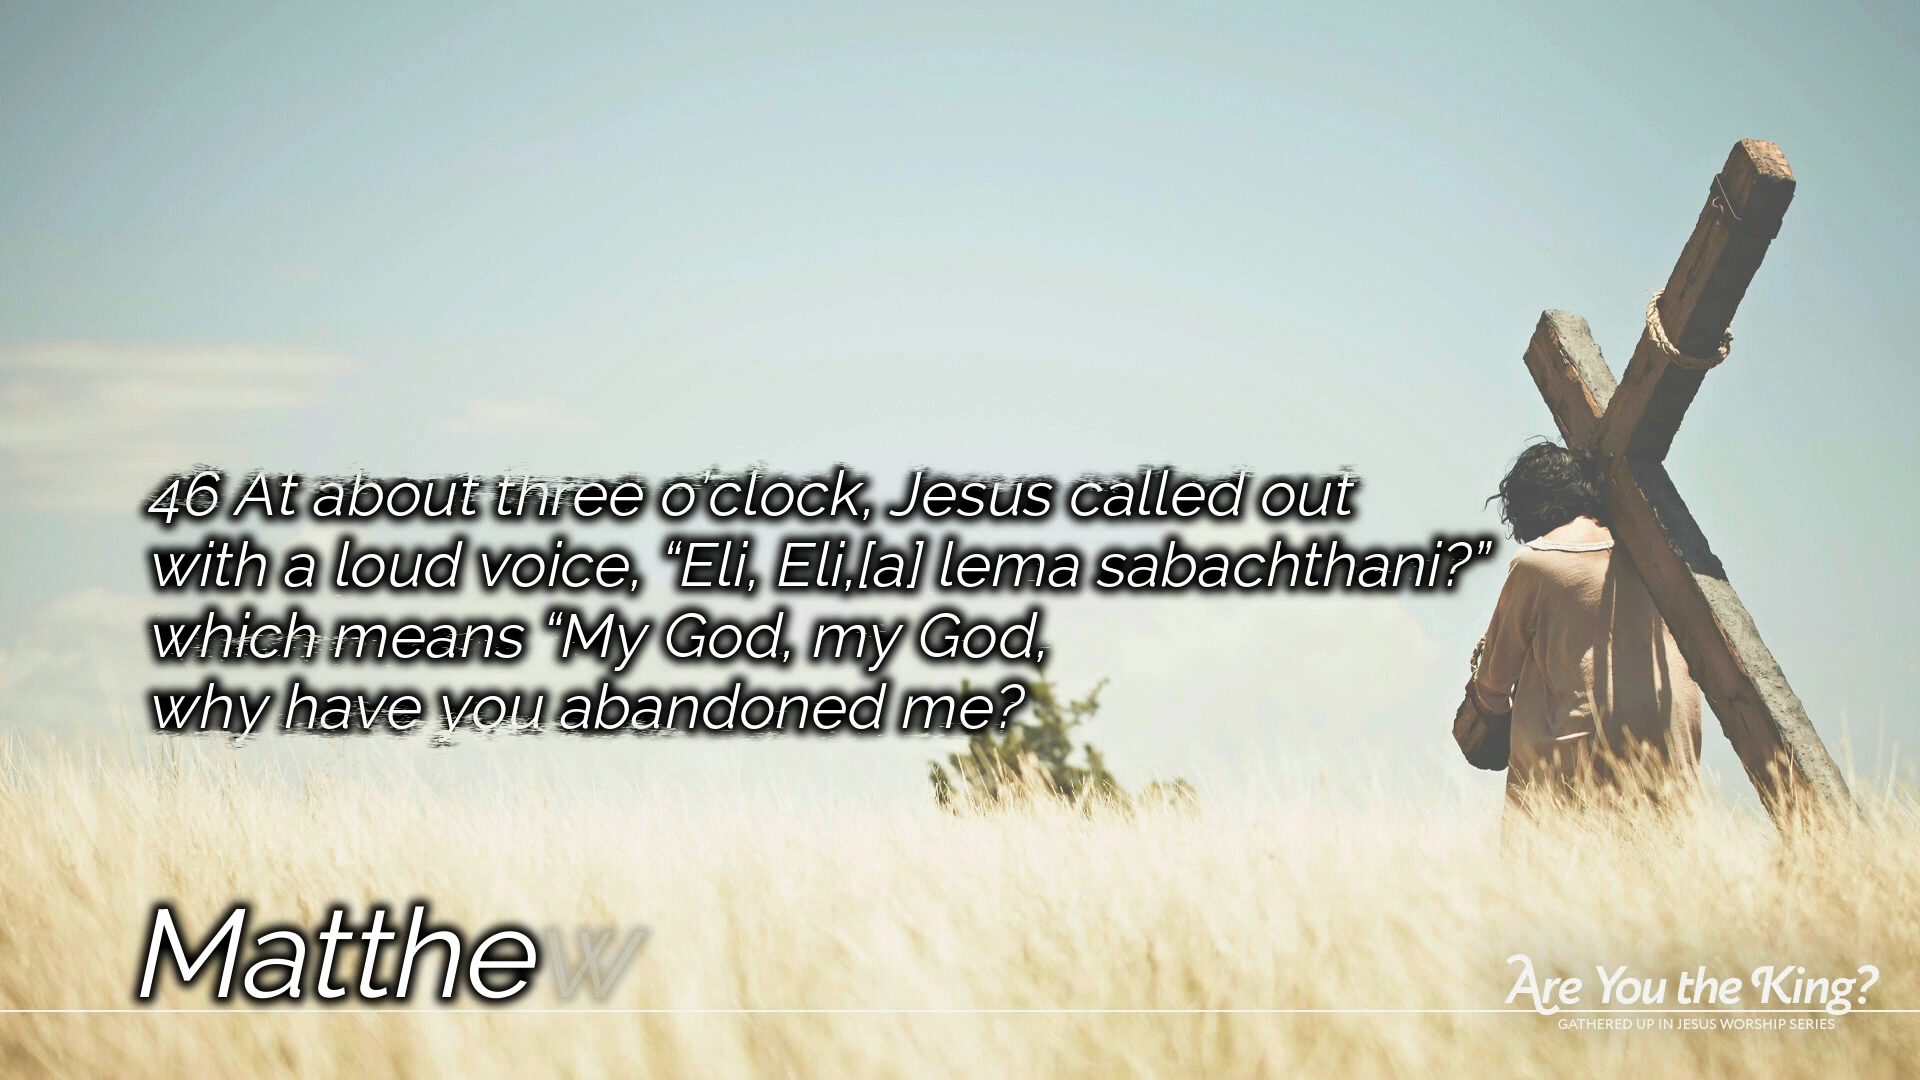 46 At about three o’clock, Jesus called out
with a loud voice, “Eli, Eli,[a] lema sabachthani?”
which means “My God, my God,
why have you abandoned me?
Matthew
Are You the King?
GATHERED UP IN JESUS WORSHIP SERIES